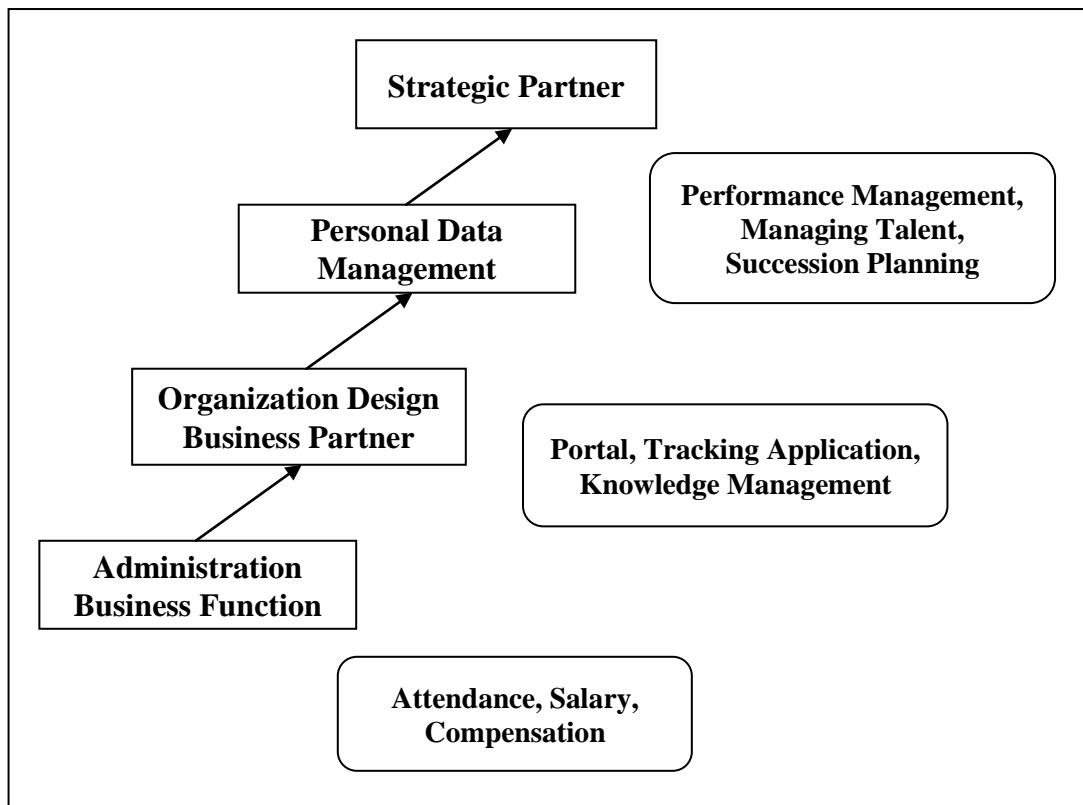 Strategic Partner
Performance Management,
Managing Talent,
Succession Planning
Personal Data
Management
Organization Design
Business Partner
Portal, Tracking Application,
Knowledge Management
Administration
Business Function
Attendance, Salary,
Compensation